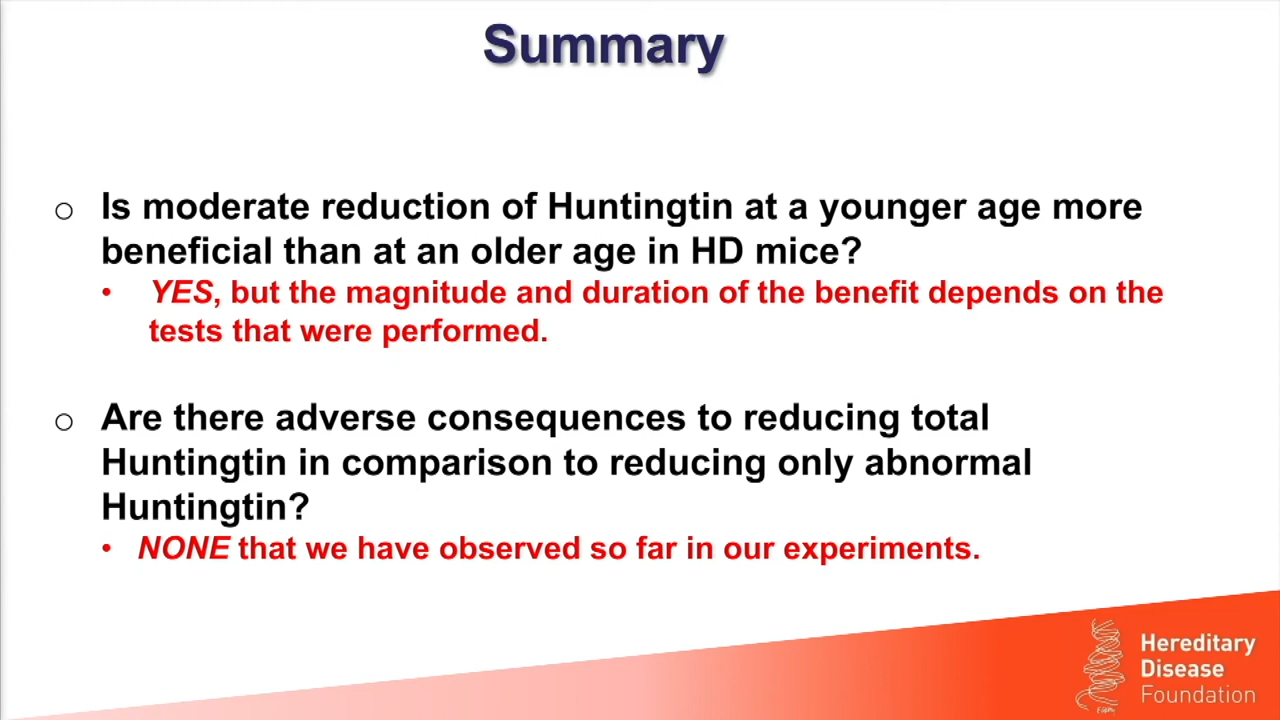 Summary
o Is moderate reduction of Huntingtin at a younger age more
beneficial than at an older age in HD mice?
• YES, but the magnitude and duration of the benefit depends on the
tests that were performed.
o Are there adverse consequences to reducing total
Huntingtin in comparison to reducing only abnormal
Huntingtin?
• NONE that we have observed so far in our experiments.
Hereditary
Disease
Foundation